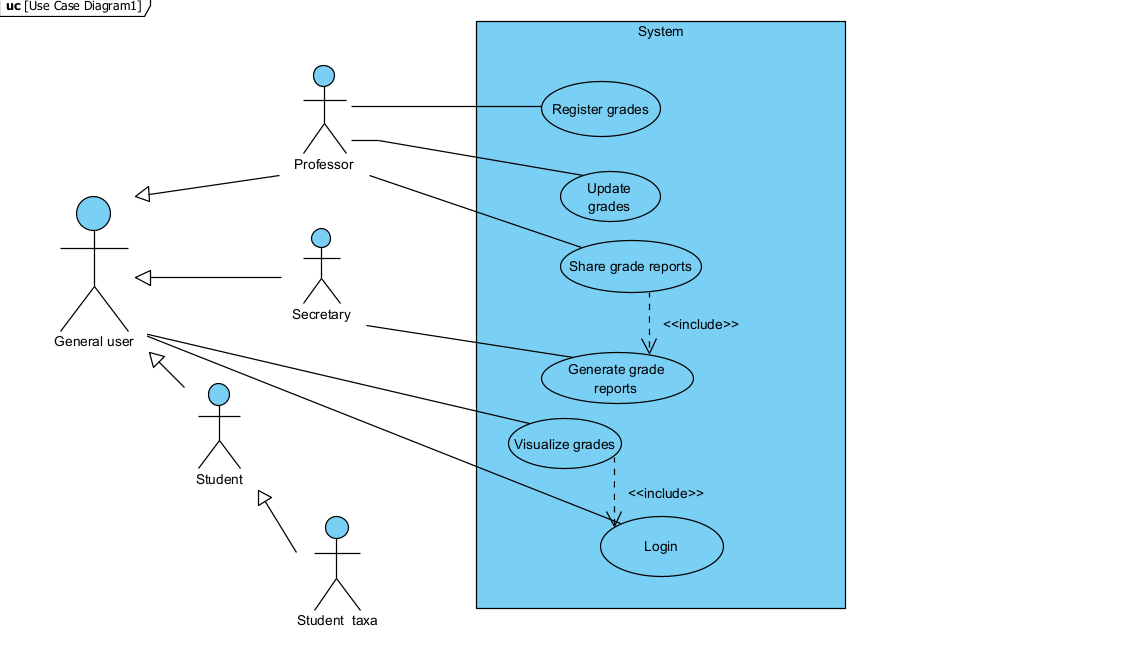 uc [Use Case Diagram1]
System
Register grades
Professor
Update
grades
Share grade reports
Secretary
<<include>>
General user
Generate grade
reports
Visualize grades
Student
<<include>>
Login
Student taxa